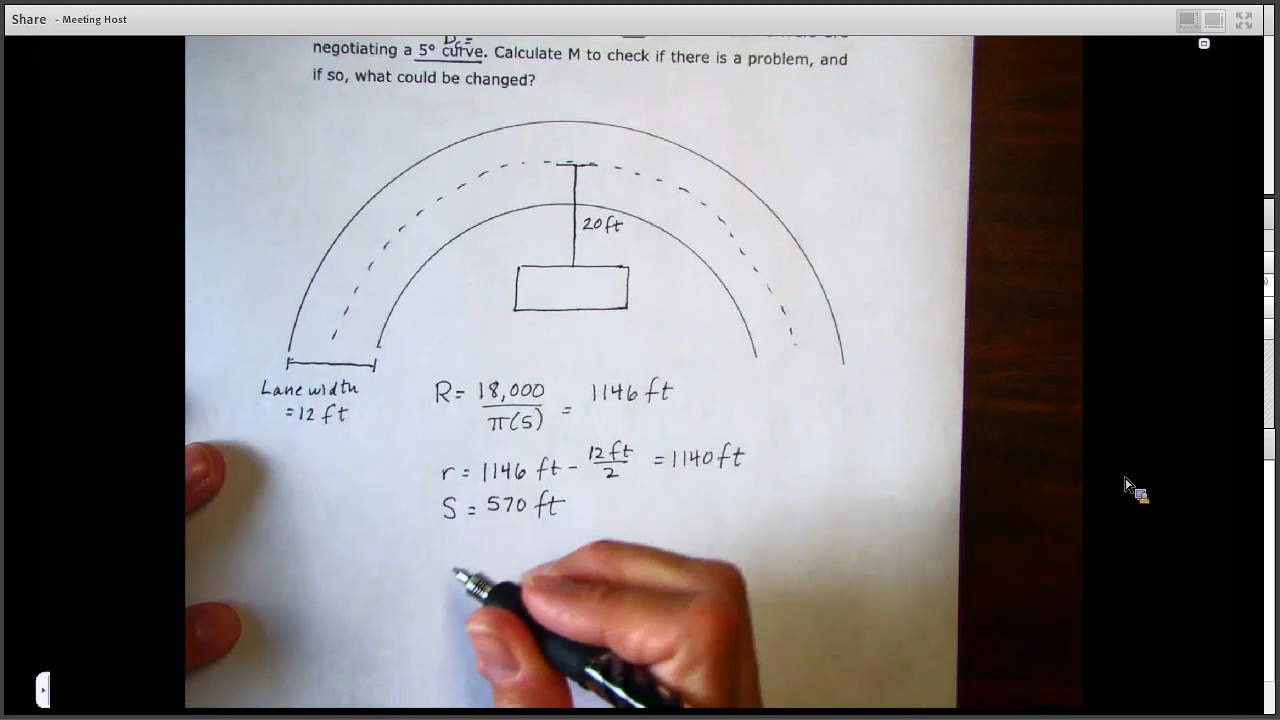 Share - Meeting Host
negotiating a 5° curve. Calculate M to check if there is a problem, and
if so, what could be changed?
20ft
Lane width
=12 ft
R= 18,000
π(5)
= 1146 ft
r = 1146 ft - 12ft
2
=1140 ft
S = 570 ft